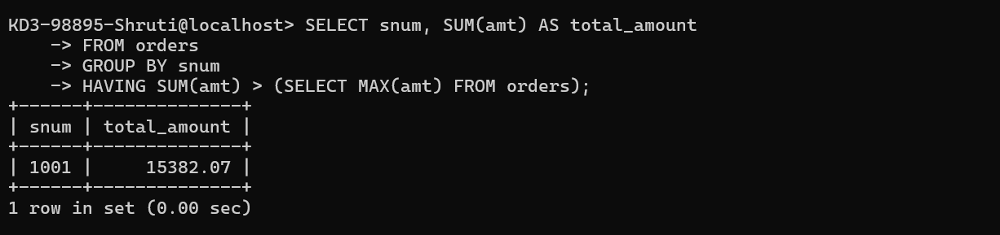 KD3-98895-Shruti@localhost> SELECT snum, SUM(amt) AS total_amount
    -> FROM orders
    -> GROUP BY snum
    -> HAVING SUM(amt) > (SELECT MAX(amt) FROM orders);
+------+--------------+
| snum | total_amount |
+------+--------------+
| 1001 |     15382.07 |
+------+--------------+
1 row in set (0.00 sec)